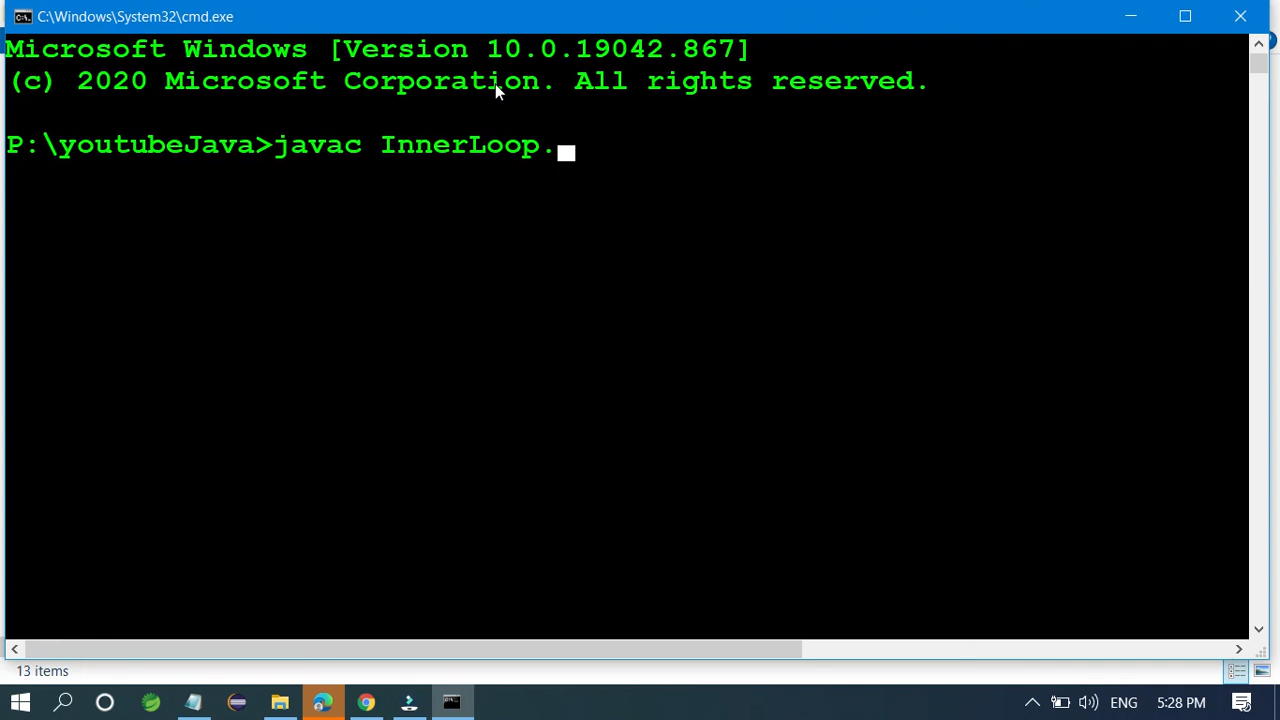 C:\Windows\System32\cmd.exe
Microsoft Windows [Version 10.0.19042.867]
(c) 2020 Microsoft Corporation. All rights reserved.
P:\youtubeJava>javac InnerLoop.
13 items
ENG 5:28 PM